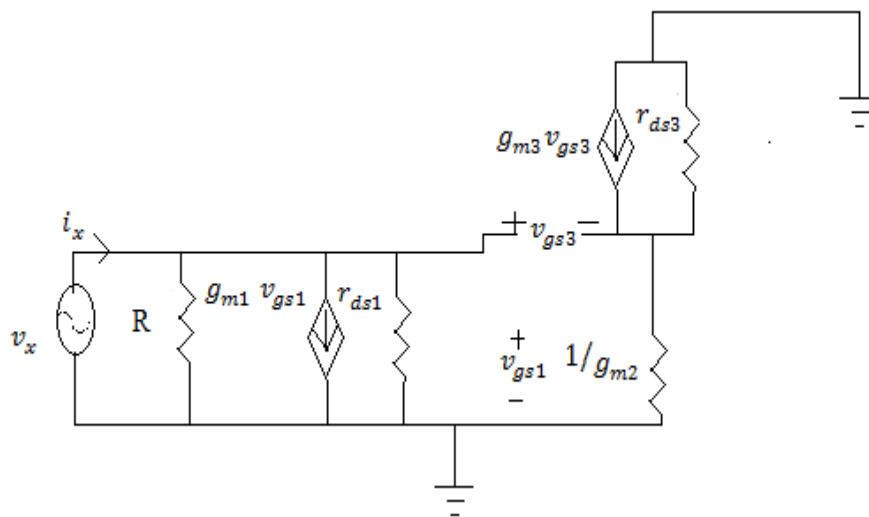 r_{ds3}
g_{m3}v_{gs3}
+ v_{gs3} −
i_x
g_{m1} v_{gs1}
r_{ds1}
R
v_x
+
v_{gs1}
−
1/g_{m2}